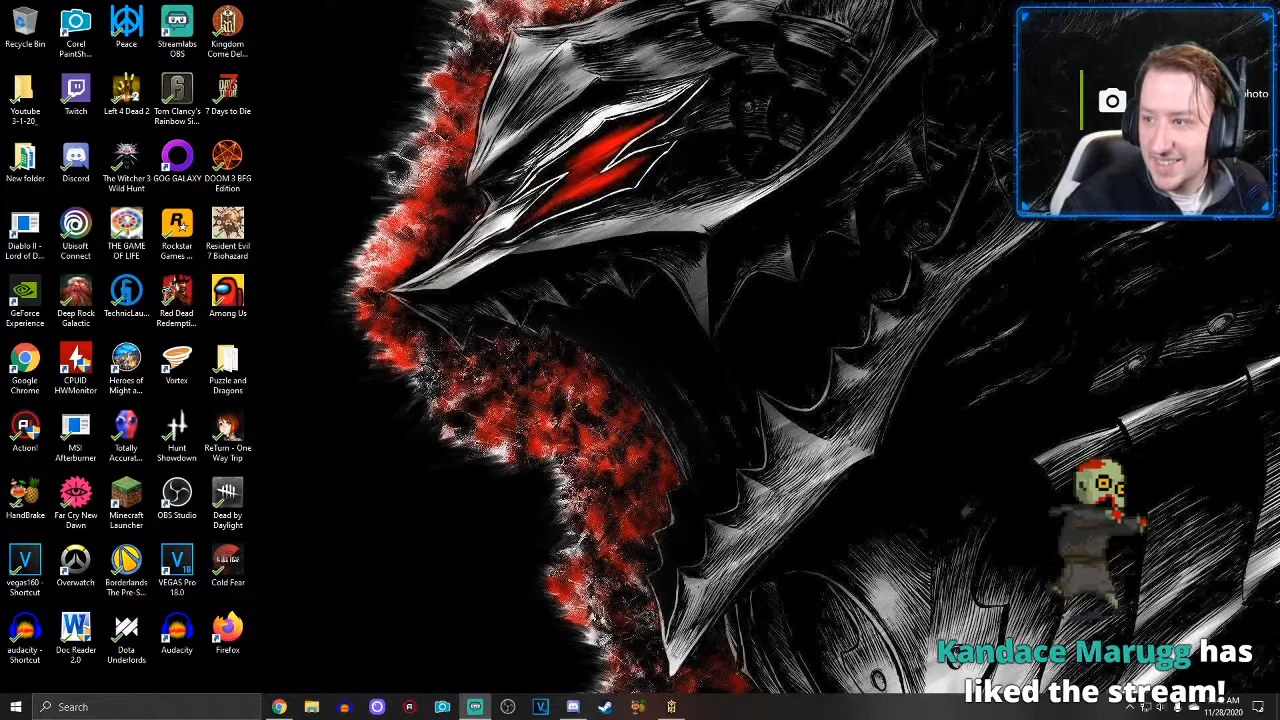 Recycle Bin
Corel PaintSh...
Peace
Streamlabs OBS
Kingdom Come Del...
Youtube 3-1-20_
Twitch
Left 4 Dead 2
Tom Clancy's Rainbow Si...
7 Days to Die
New folder
Discord
The Witcher 3 Wild Hunt
GOG GALAXY
DOOM 3 BFG Edition
Diablo II - Lord of D...
Ubisoft Connect
THE GAME OF LIFE
Rockstar Games ...
Resident Evil 7 Biohazard
GeForce Experience
Deep Rock Galactic
TechnicLau...
Red Dead Redempti...
Among Us
Google Chrome
CPUID HWMonitor
Heroes of Might a...
Vortex
Puzzle and Dragons
Action!
MSI Afterburner
Totally Accurat...
Hunt Showdown
ReTurn - One Way Trip
HandBrake
Far Cry New Dawn
Minecraft Launcher
OBS Studio
Dead by Daylight
vegas160 - Shortcut
Overwatch
Borderlands The Pre-S...
VEGAS Pro 18.0
Cold Fear
audacity - Shortcut
Doc Reader 2.0
Dota Underlords
Audacity
Firefox
photo
Kandace Marugg has
liked the stream!
Search
AM
11/28/2020